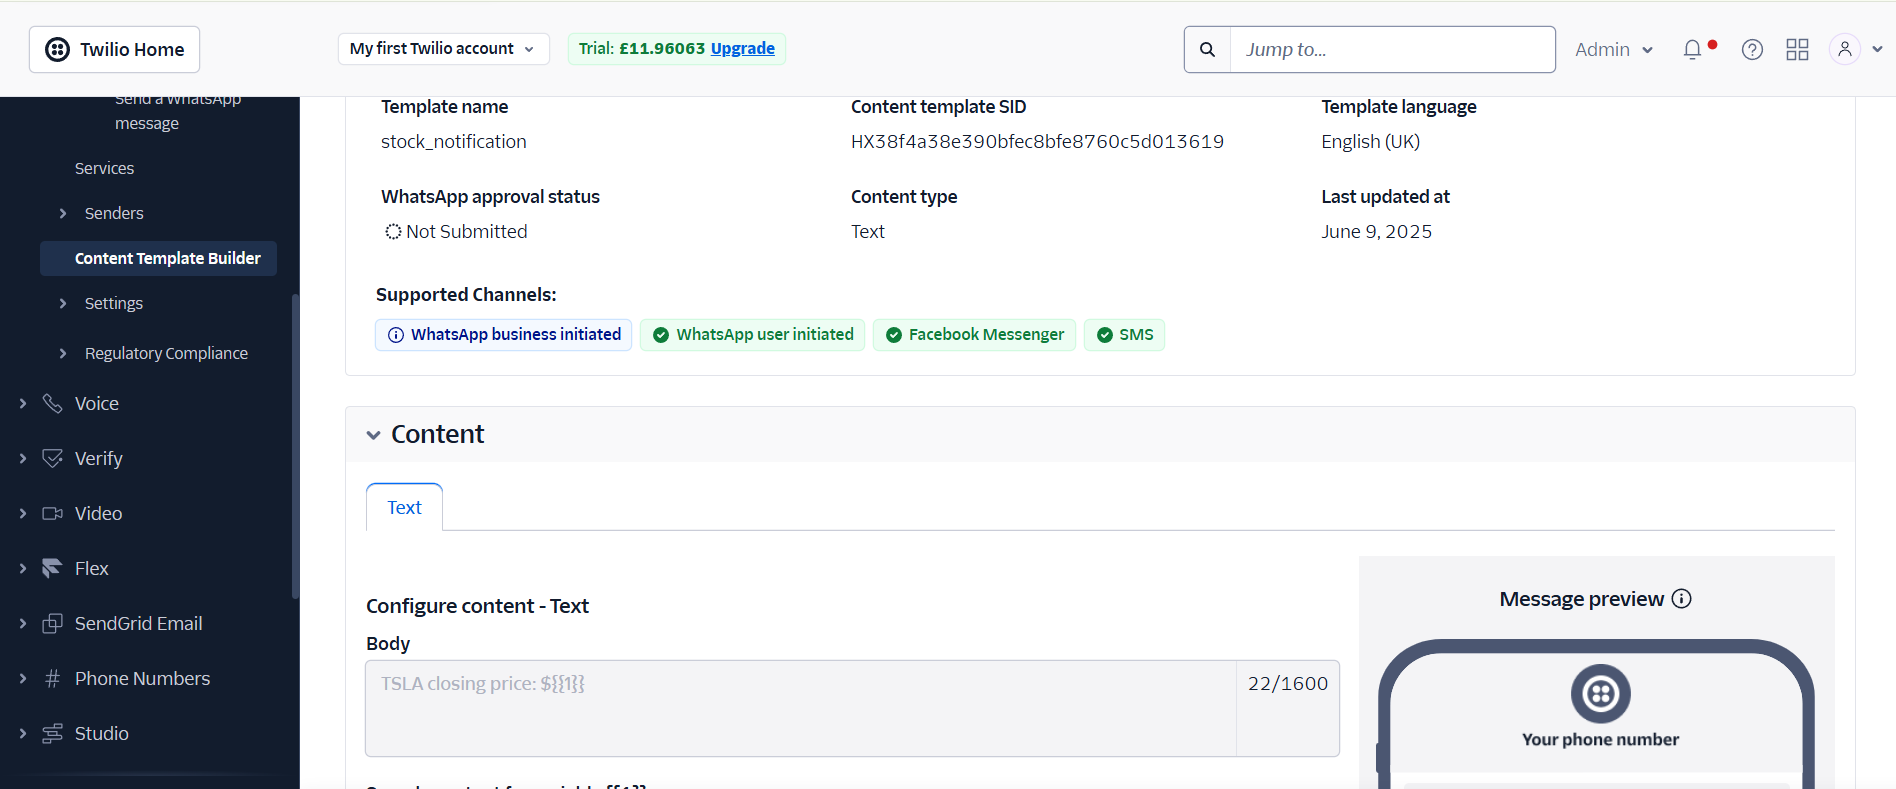 Twilio Home
My first Twilio account
Trial: £11.96063 Upgrade
Jump to...
Admin
Send a WhatsApp
message
Services
Senders
Content Template Builder
Settings
Regulatory Compliance
Voice
Verify
Video
Flex
SendGrid Email
Phone Numbers
Studio
Template name
stock_notification
Content template SID
HX38f4a38e390bfec8bfe8760c5d013619
Template language
English (UK)
WhatsApp approval status
Not Submitted
Content type
Text
Last updated at
June 9, 2025
Supported Channels:
WhatsApp business initiated
WhatsApp user initiated
Facebook Messenger
SMS
Content
Text
Configure content - Text
Body
TSLA closing price: ${{1}}
22/1600
Message preview
Your phone number